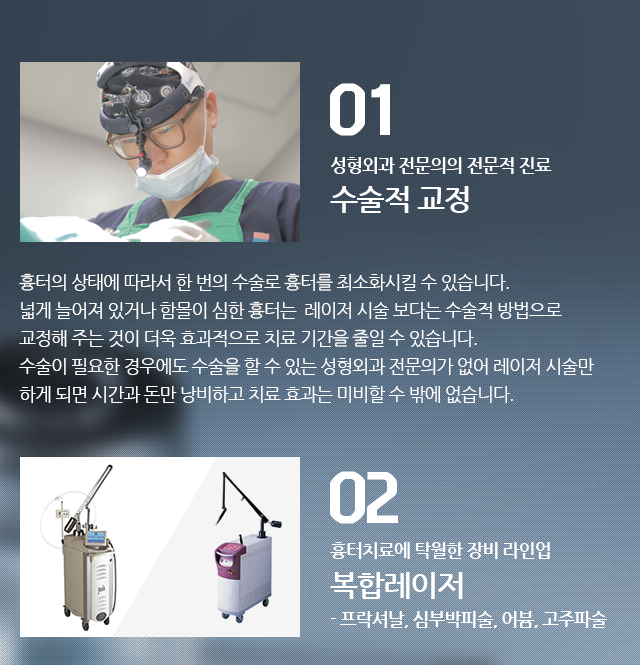 01
성형외과 전문의의 전문적 진료
수술적 교정
흉터의 상태에 따라서 한 번의 수술로 흉터를 최소화시킬 수 있습니다.
넓게 늘어져 있거나 함몰이 심한 흉터는 레이저 시술 보다는 수술적 방법으로
교정해 주는 것이 더욱 효과적으로 치료 기간을 줄일 수 있습니다.
수술이 필요한 경우에도 수술을 할 수 있는 성형외과 전문의가 없어 레이저 시술만
하게 되면 시간과 돈만 낭비하고 치료 효과는 미비할 수 밖에 없습니다.
02
흉터치료에 탁월한 장비 라인업
복합레이저
- 프락셔날, 심부박피술, 어븀, 고주파술